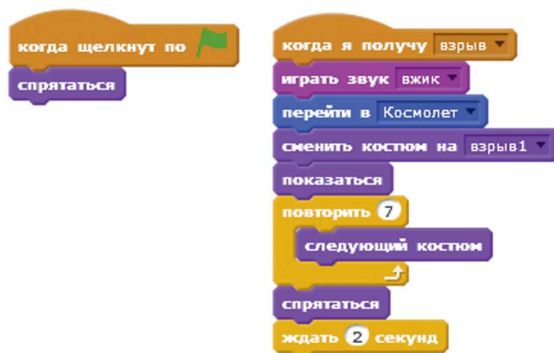 когда щелкнут по
спрятаться
когда я получу взрыв
играть звук вжик
перейти в Космолет
сменить костюм на взрыв1
показаться
повторить 7
следующий костюм
спрятаться
ждать 2 секунд